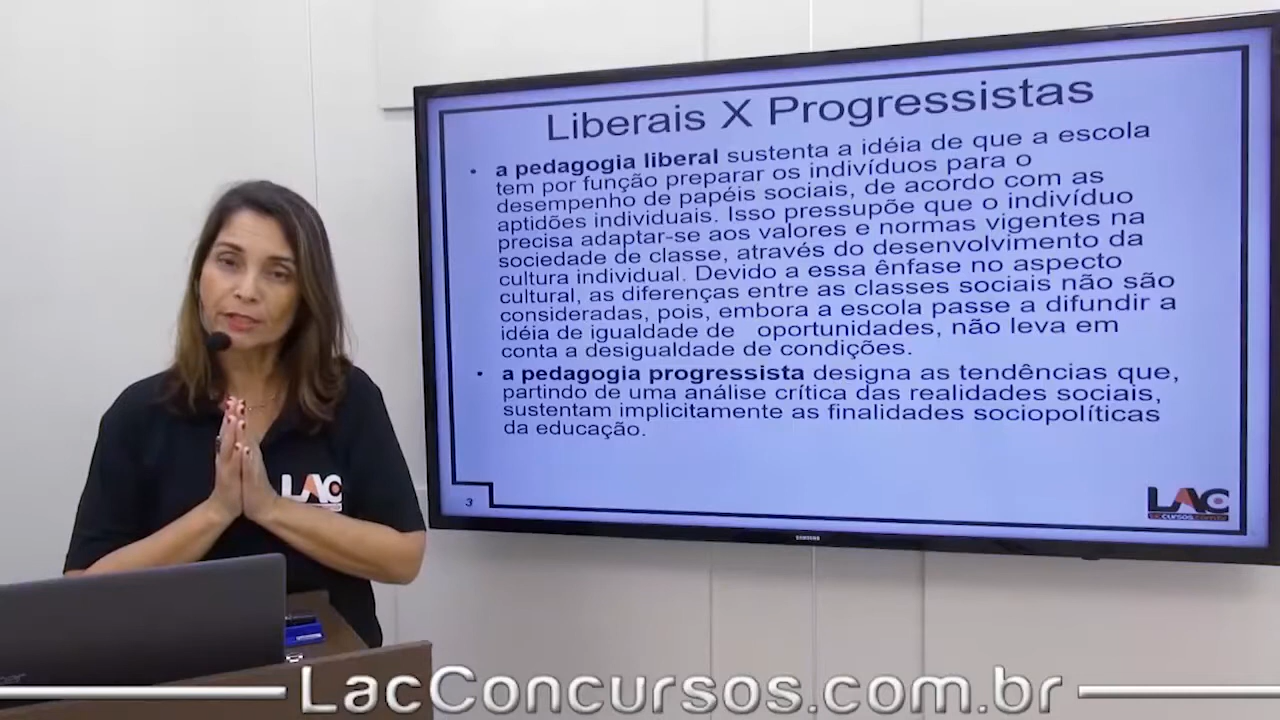 Liberais X Progressistas
• a pedagogia liberal sustenta a idéia de que a escola
tem por função preparar os indivíduos para o
desempenho de papéis sociais, de acordo com as
aptidões individuais. Isso pressupõe que o indivíduo
precisa adaptar-se aos valores e normas vigentes na
sociedade de classe, através do desenvolvimento da
cultura individual. Devido a essa ênfase no aspecto
cultural, as diferenças entre as classes sociais não são
consideradas, pois, embora a escola passe a difundir a
idéia de igualdade de oportunidades, não leva em
conta a desigualdade de condições.
• a pedagogia progressista designa as tendências que,
partindo de uma análise crítica das realidades sociais,
sustentam implicitamente as finalidades sociopolíticas
da educação.
3
LAC
LACCURSOS.COM.BR
SAMSUNG
LAC
LacConcursos.com.br